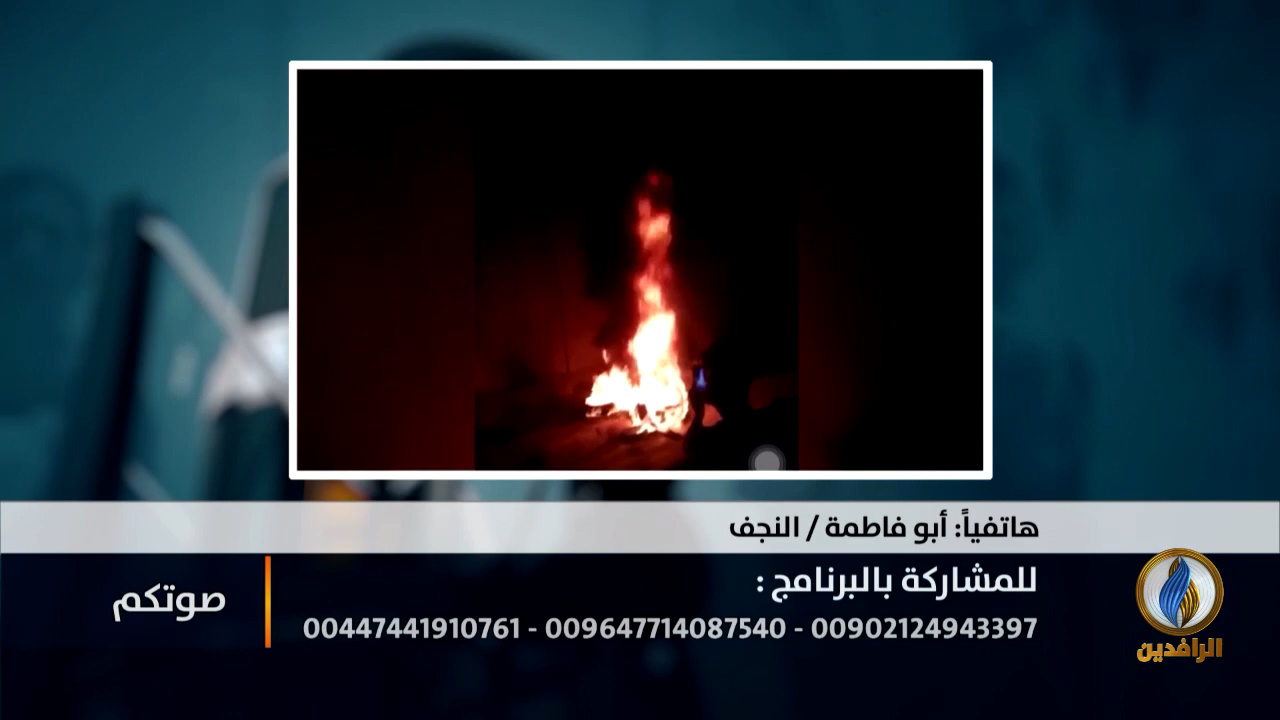 هاتفياً: أبو فاطمة / النجف
للمشاركة بالبرنامج :
00447441910761 - 009647714087540 - 00902124943397
صوتكم
الرافدين